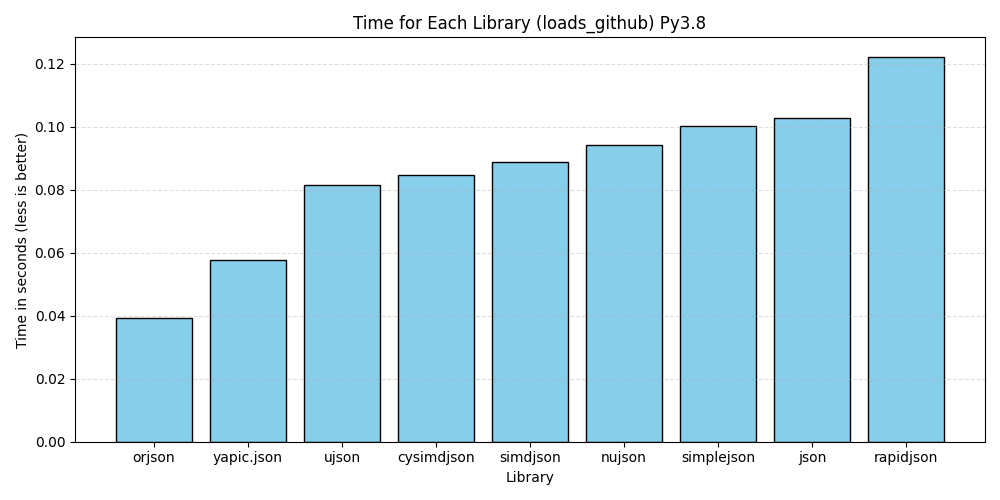 Time for Each Library (loads_github) Py3.8
Time in seconds (less is better)
0.12
0.10
0.08
0.06
0.04
0.02
0.00
orjson yapic.json ujson cysimdjson simdjson nujson simplejson json rapidjson
Library